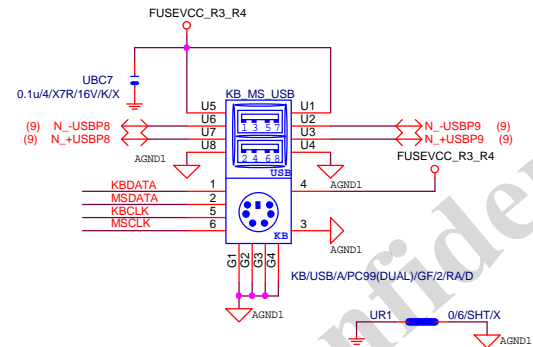 FUSEVCC_R3_R4
UBC7
0.1u/4/X7R/16V/K/X
KB_MS_USB
U5 U1
(9) N_-USBP8 U6 U2 N_-USBP9 (9)
(9) N_+USBP8 U7 U3 N_+USBP9 (9)
U8 U4
1 3 5 7
2 4 6 8
AGND1
USB
FUSEVCC_R3_R4
AGND1
KBDATA 1 4
MSDATA 2
KBCLK 5
MSCLK 6 3
KB
AGND1
G1 G2 G3 G4
KB/USB/A/PC99(DUAL)/GF/2/RA/D
AGND1
UR1 0/6/SHT/X
AGND1